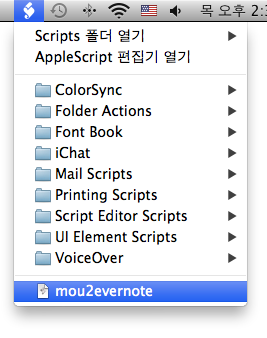 목 오후 2:
Scripts 폴더 열기
AppleScript 편집기 열기
ColorSync
Folder Actions
Font Book
iChat
Mail Scripts
Printing Scripts
Script Editor Scripts
UI Element Scripts
VoiceOver
mou2evernote